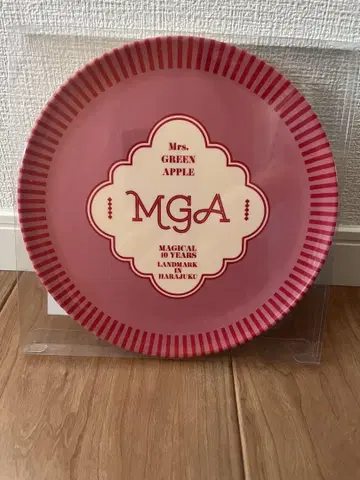 Mrs.
GREEN
APPLE
MGA
MAGICAL
10 YEARS
LANDMARK
IN
HARAJUKU